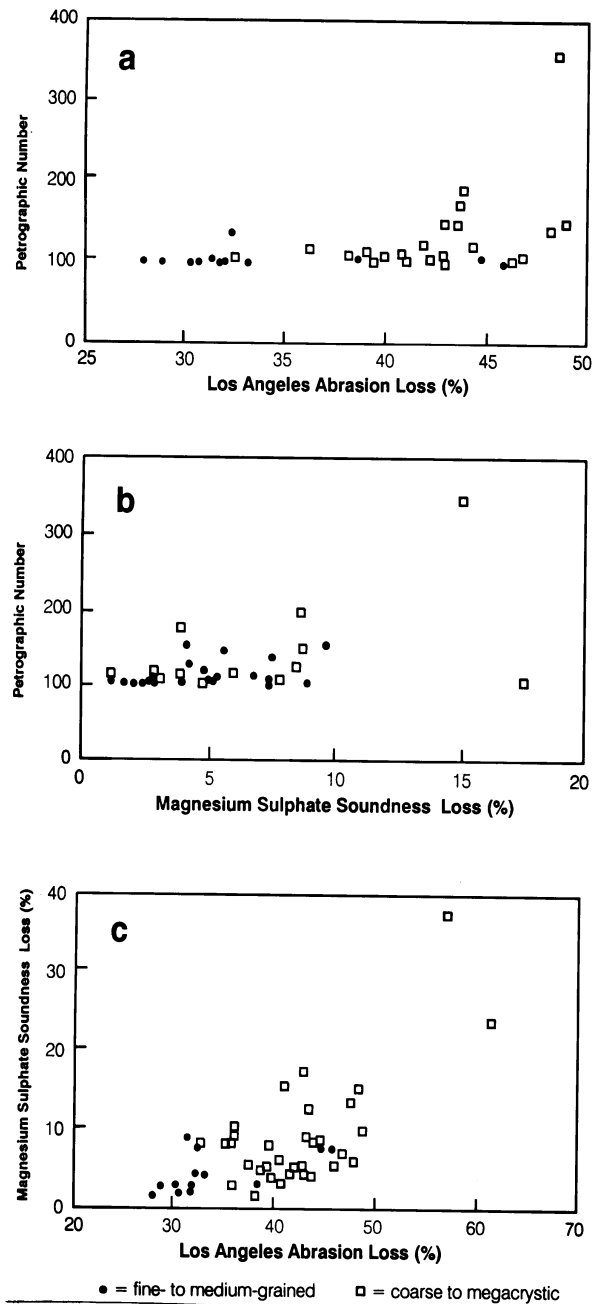 400
a
300
Petrographic Number
200
100
0
25 30 35 40 45 50
Los Angeles Abrasion Loss (%)
400
b
300
Petrographic Number
200
100
0
0 5 10 15 20
Magnesium Sulphate Soundness Loss (%)
40
c
30
Magnesium Sulphate Soundness Loss (%)
20
10
0
20 30 40 50 60 70
Los Angeles Abrasion Loss (%)
● = fine- to medium-grained □ = coarse to megacrystic